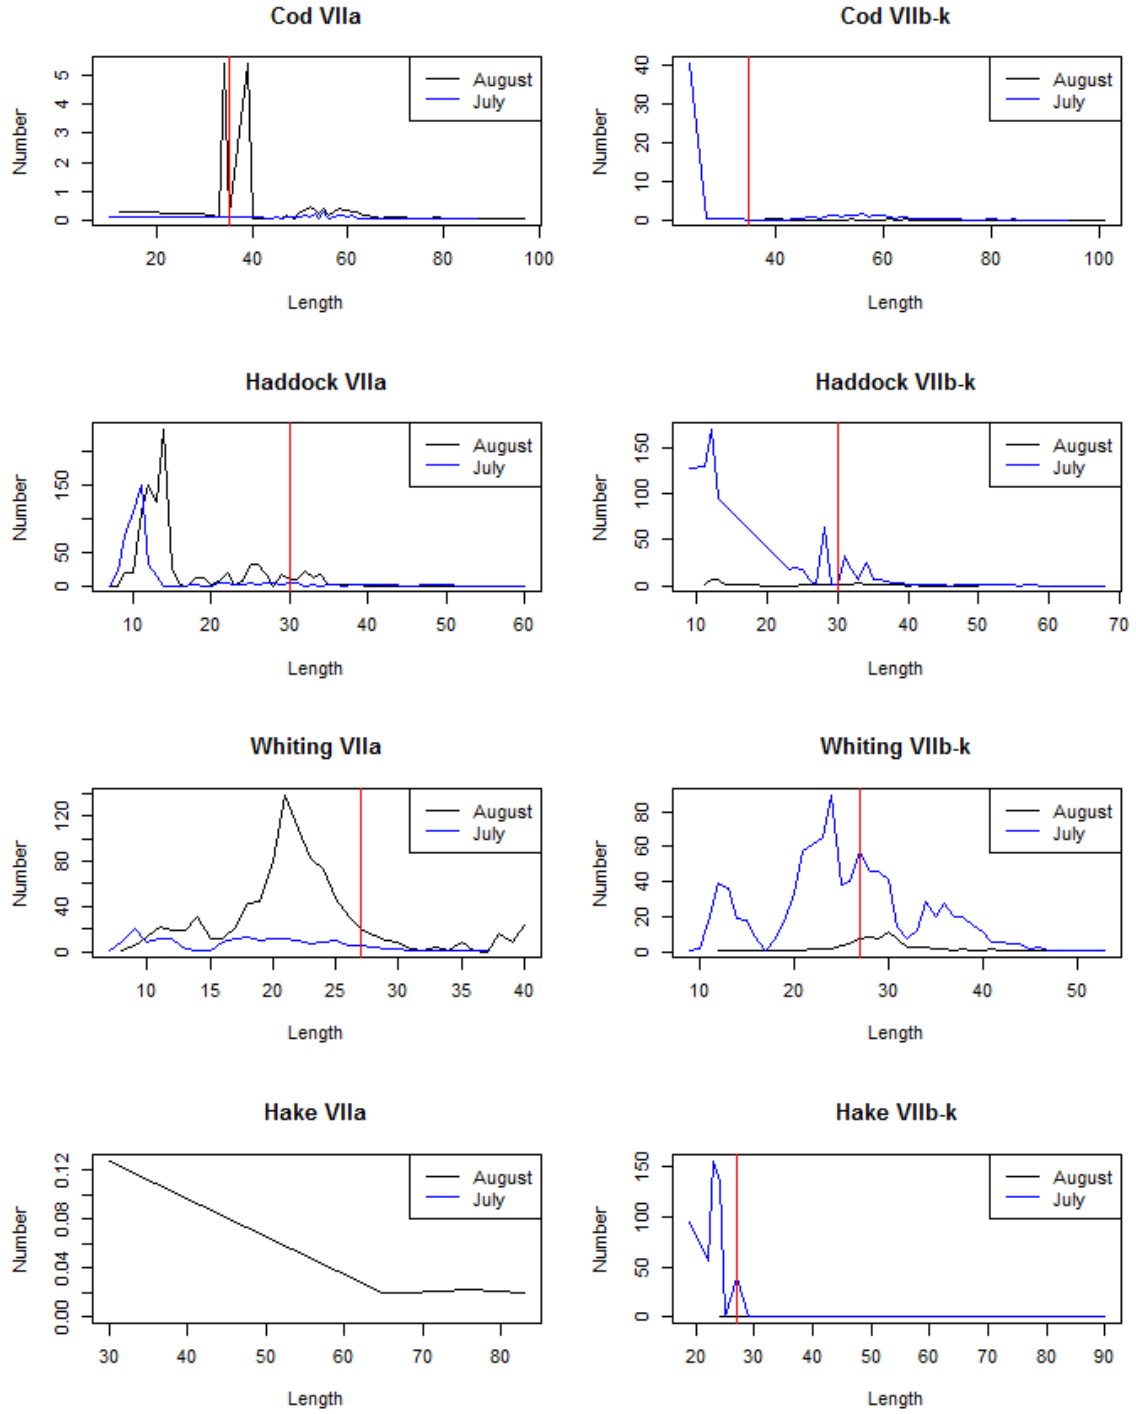 Cod VIIa
Number
0 1 2 3 4 5
August
July
20 40 60 80 100
Length
Cod VIIb-k
Number
0 10 20 30 40
August
July
40 60 80 100
Length
Haddock VIIa
Number
0 50 150
August
July
10 20 30 40 50 60
Length
Haddock VIIb-k
Number
0 50 100 150
August
July
10 20 30 40 50 60 70
Length
Whiting VIIa
Number
0 40 80 120
August
July
10 15 20 25 30 35 40
Length
Whiting VIIb-k
Number
0 20 40 60 80
August
July
10 20 30 40 50
Length
Hake VIIa
Number
0.00 0.04 0.08 0.12
August
July
30 40 50 60 70 80
Length
Hake VIIb-k
Number
0 50 100 150
August
July
20 30 40 50 60 70 80 90
Length